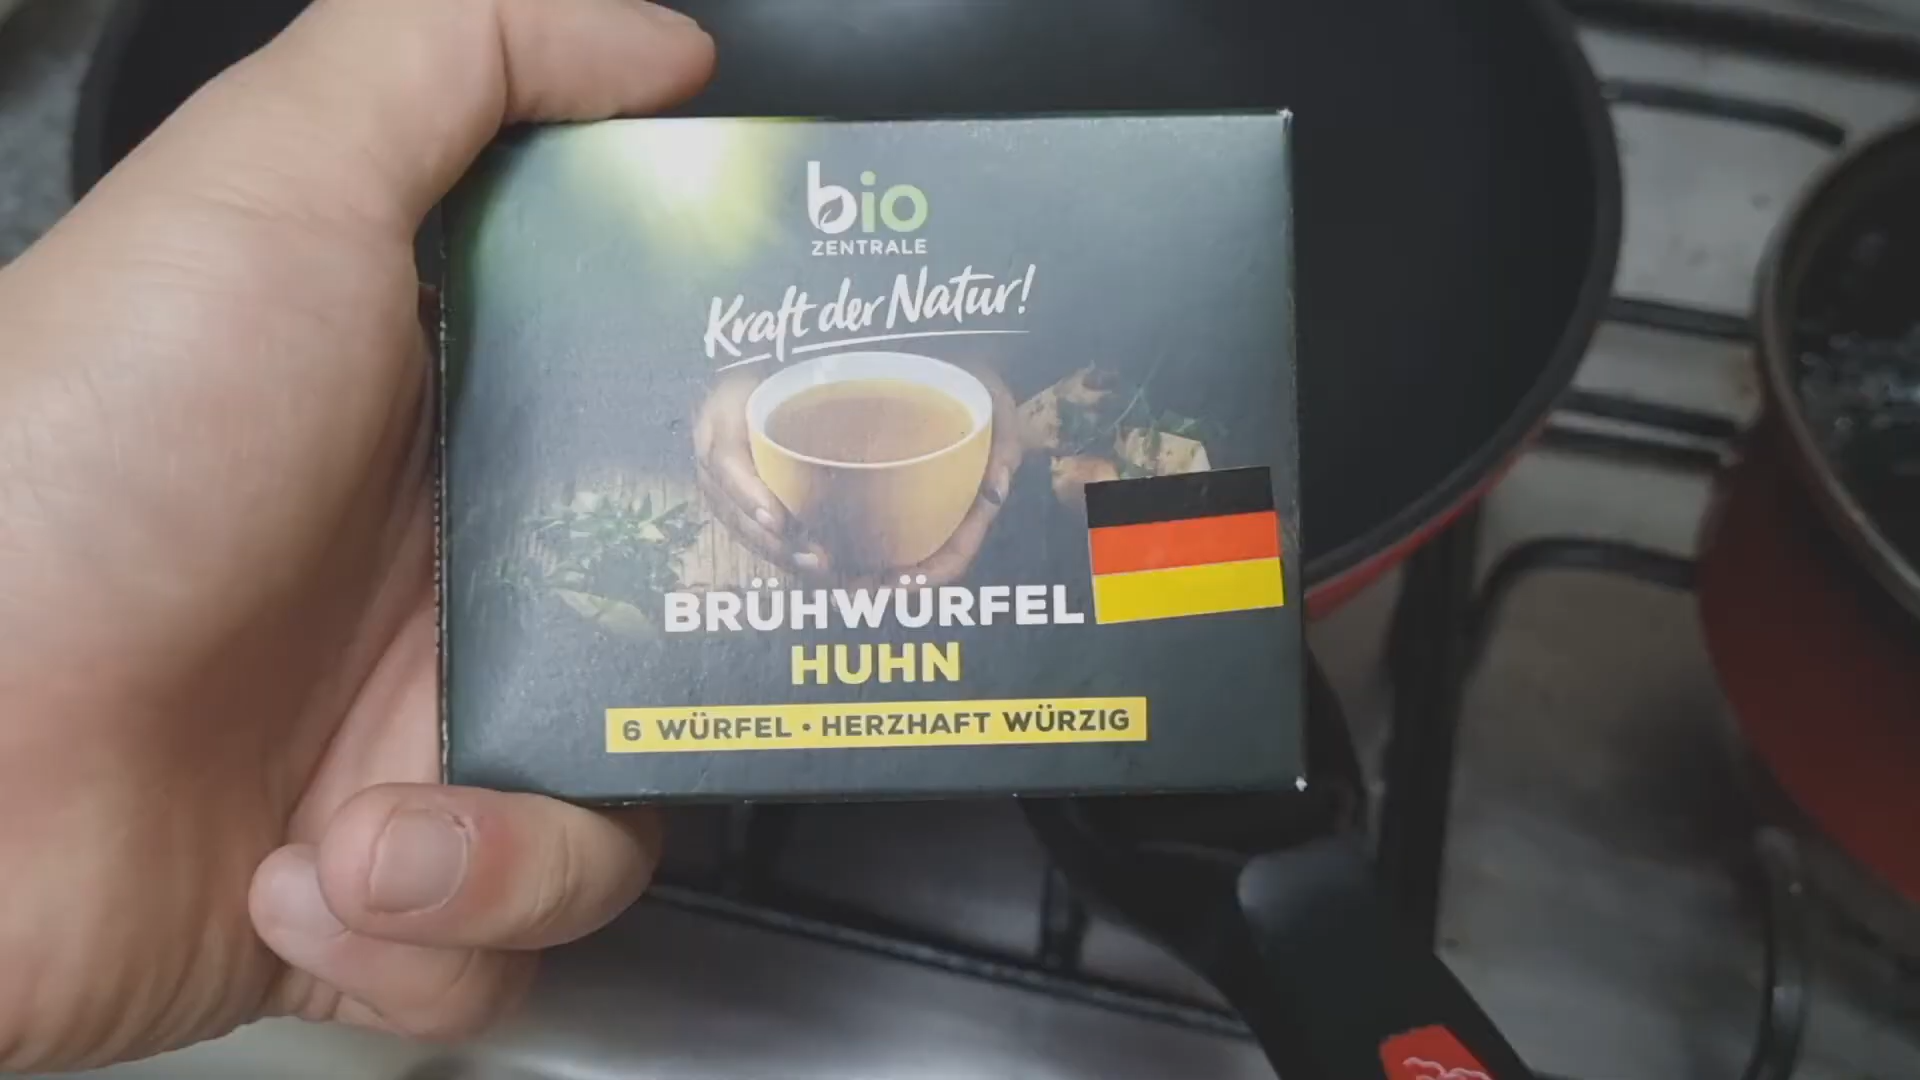 bio
ZENTRALE
Kraft der Natur!
BRÜHWÜRFEL
HUHN
6 WÜRFEL • HERZHAFT WÜRZIG